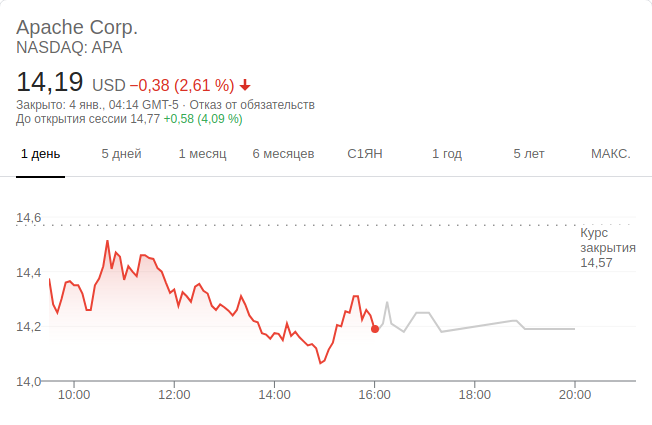 Apache Corp.
NASDAQ: APA
14,19 USD −0,38 (2,61 %)
Закрыто: 4 янв., 04:14 GMT-5 · Отказ от обязательств
До открытия сессии 14,77 +0,58 (4,09 %)
1 день 5 дней 1 месяц 6 месяцев С1ЯН 1 год 5 лет МАКС.
14,6
Курс
закрытия
14,57
14,4
14,2
14,0
10:00 12:00 14:00 16:00 18:00 20:00